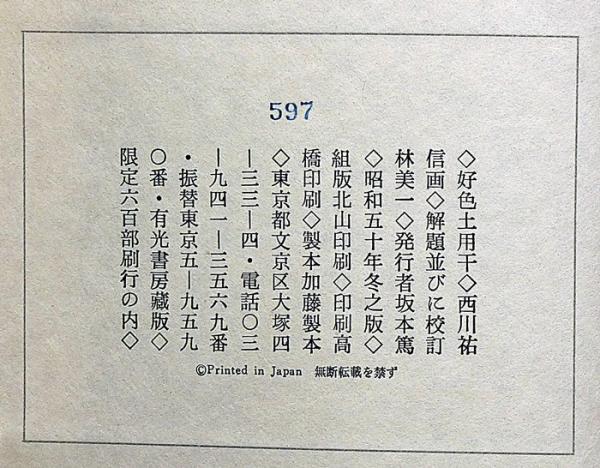 597
◇好色土用干◇西川祐
信画◇解題並びに校訂
林美一◇発行者坂本篤
◇昭和五十年冬之版◇
組版北山印刷◇印刷高
橋印刷◇製本加藤製本
◇東京都文京区大塚四
―三三―四・電話〇三
―九四一―三五六九番
・振替東京五―九五九
〇番・有光書房蔵版◇
限定六百部刷行の内◇
©Printed in Japan 無断転載を禁ず